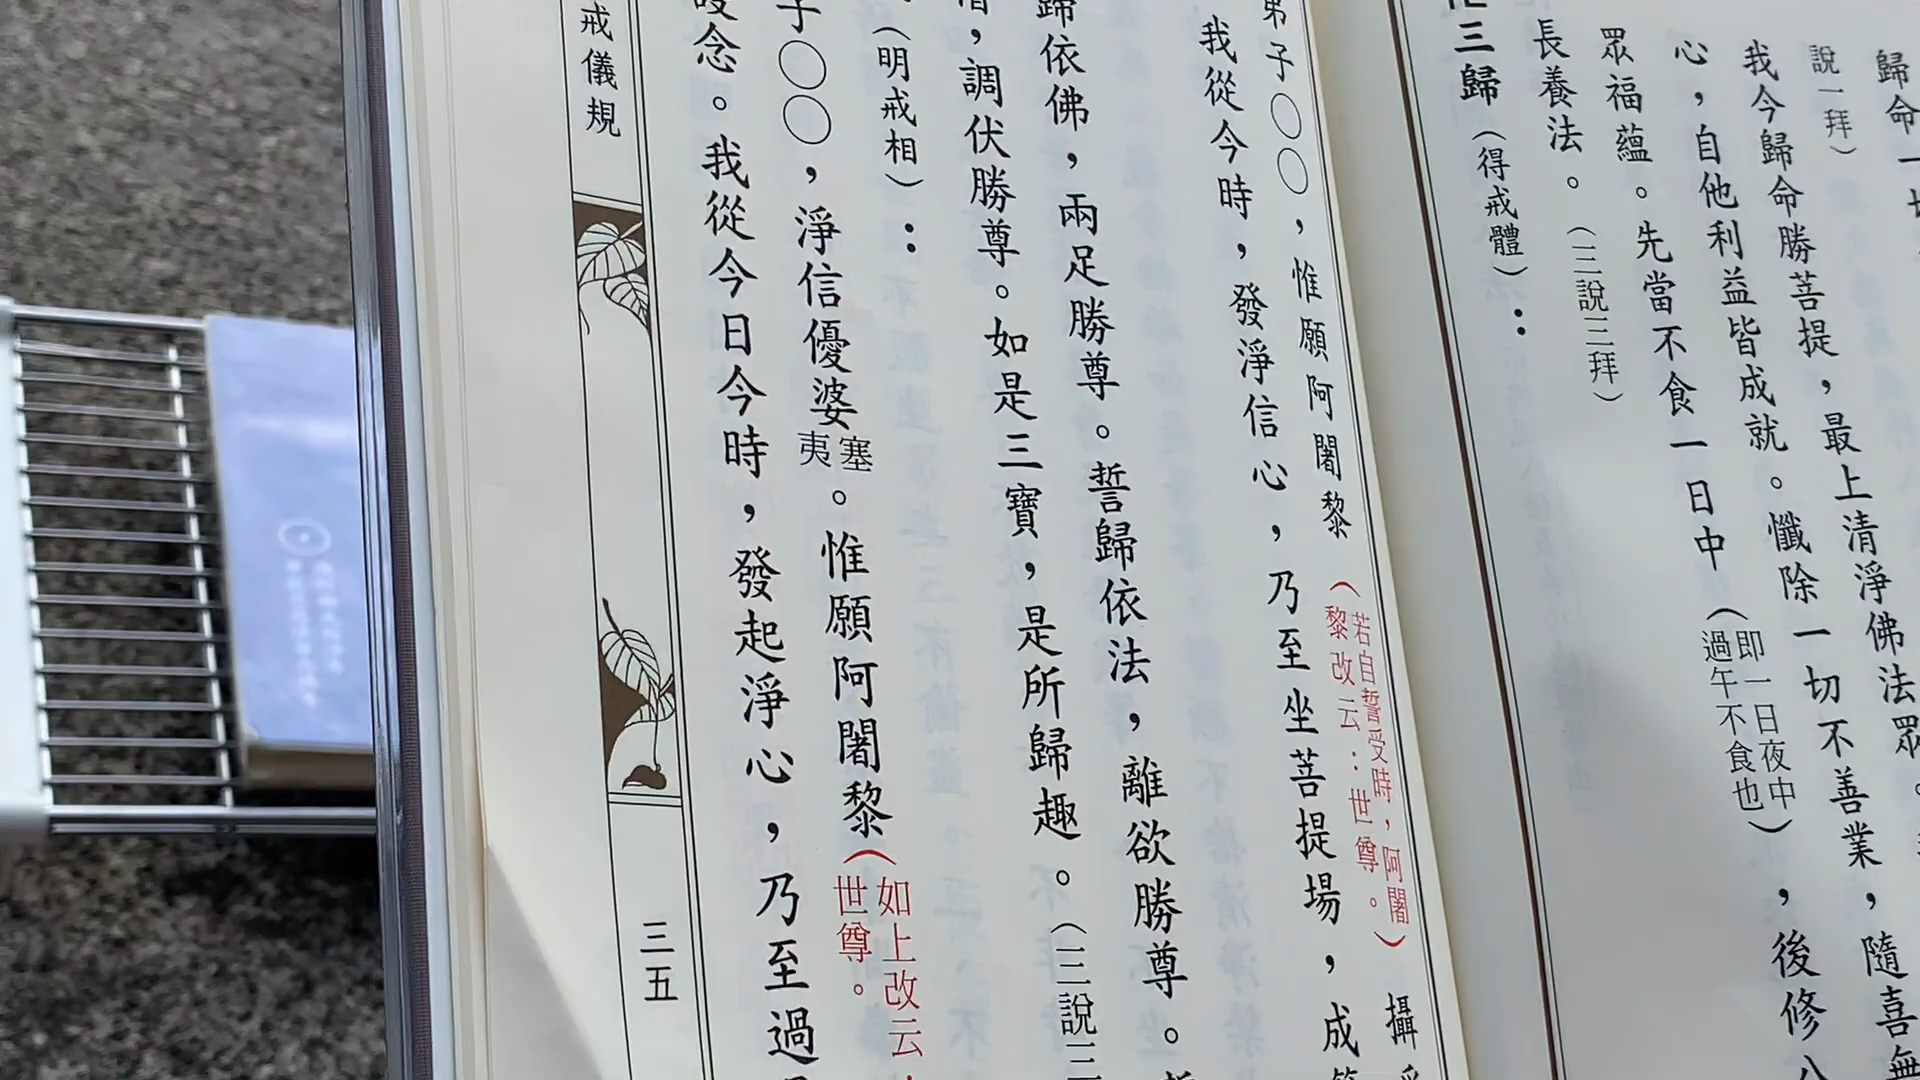 歸命一切
說一拜）
我今歸命勝菩提，最上清淨佛法眾。
心，自他利益皆成就。懺除一切不善業，隨喜無
眾福蘊。先當不食一日中（即一日夜中過午不食也），後修八
長養法。（三說三拜）
三歸（得戒體）：
弟子○○，惟願阿闍黎（若自誓受時，阿闍黎改云：世尊。）攝
我從今時，發淨信心，乃至坐菩提場，成
歸依佛，兩足勝尊。誓歸依法，離欲勝尊。
，調伏勝尊。如是三寶，是所歸趣。（三說三
（明戒相）：
子○○，淨信優婆塞夷。惟願阿闍黎（如上改云：世尊。
念。我從今日今時，發起淨心，乃至過
戒儀規
三五